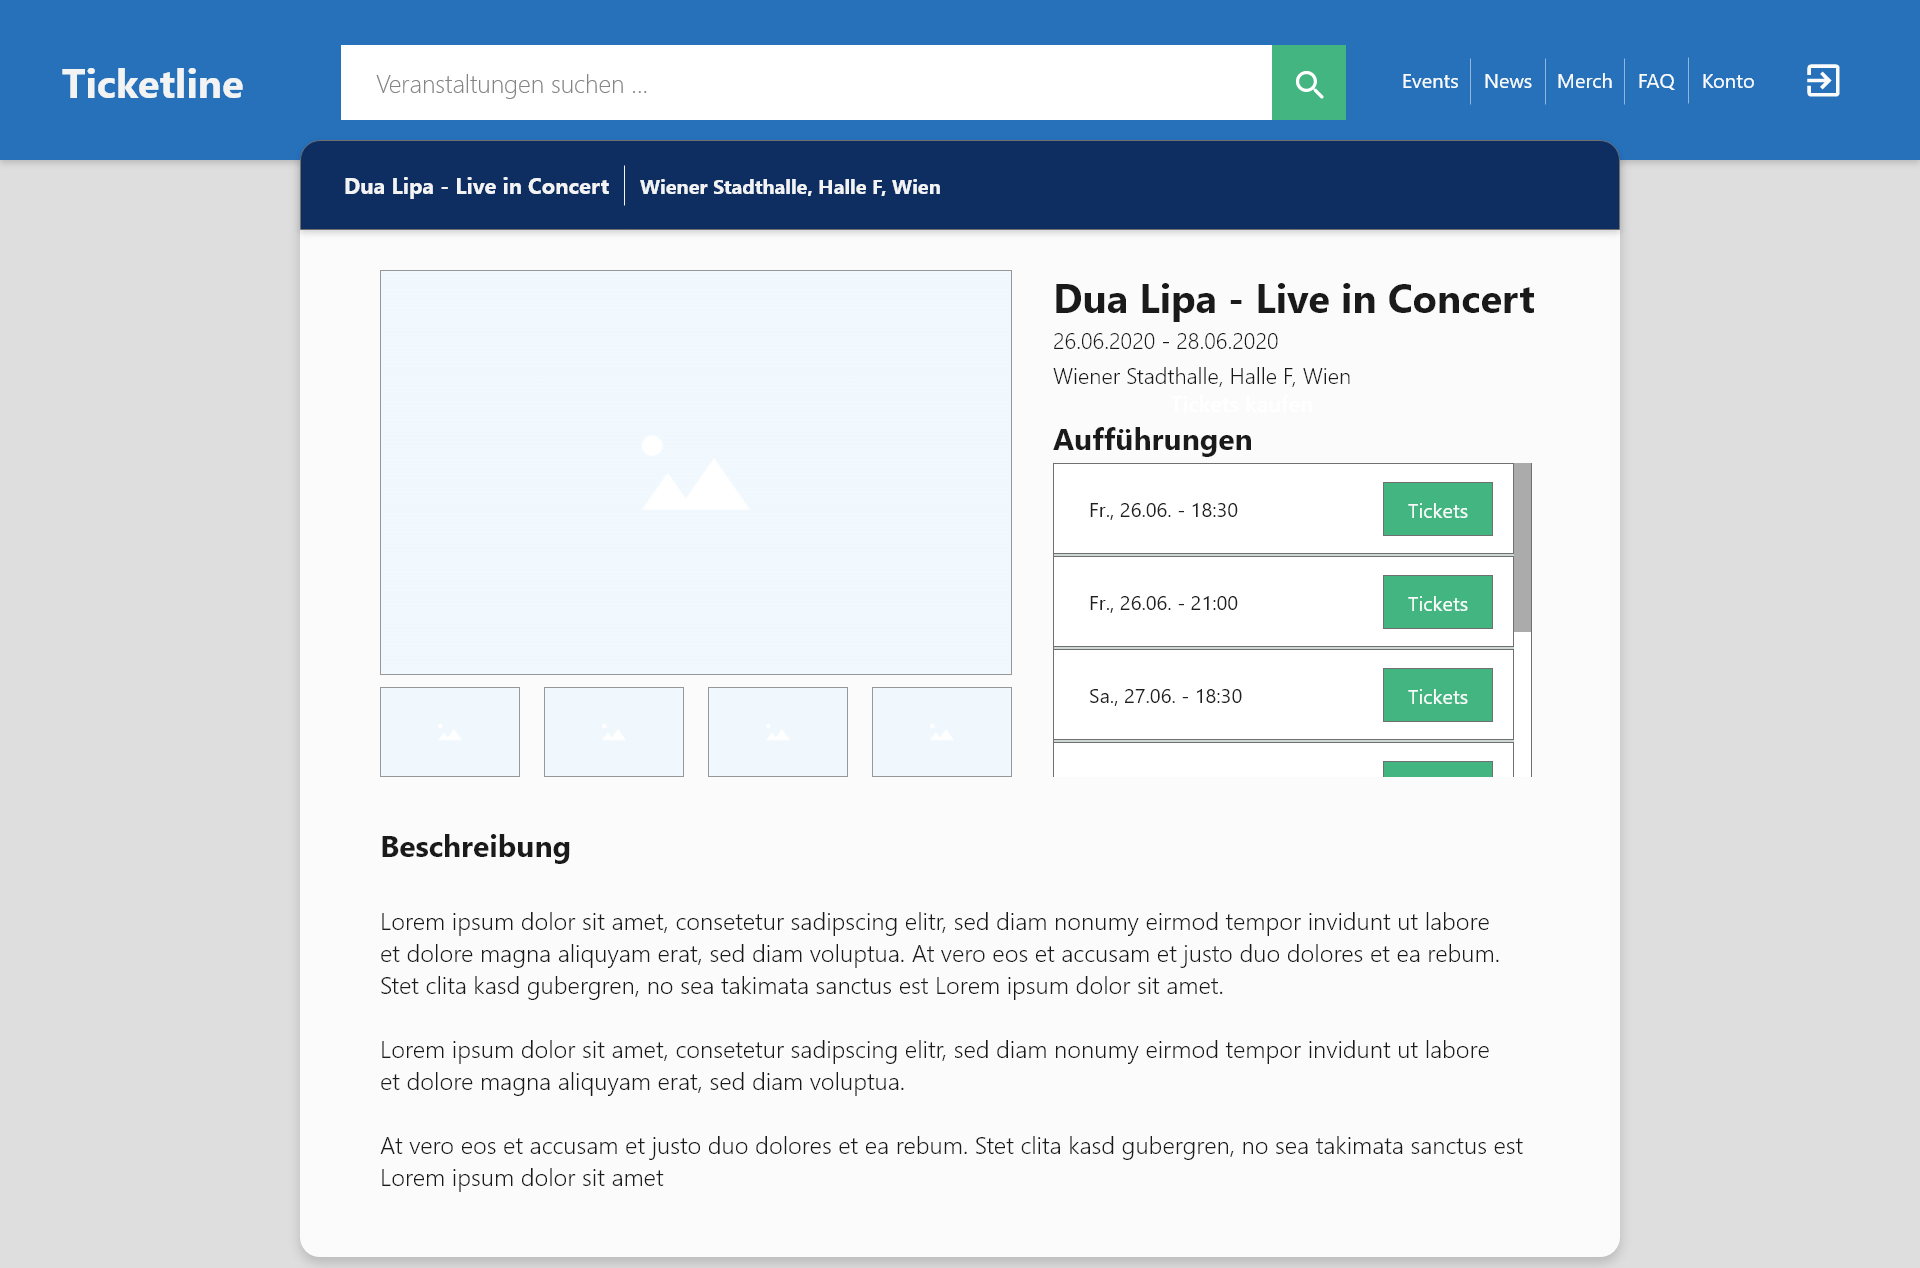 Ticketline
Veranstaltungen suchen ...
Events
News
Merch
FAQ
Konto
Dua Lipa - Live in Concert
Wiener Stadthalle, Halle F, Wien
Dua Lipa - Live in Concert
26.06.2020 - 28.06.2020
Wiener Stadthalle, Halle F, Wien
Tickets kaufen
Aufführungen
Fr., 26.06. - 18:30
Tickets
Fr., 26.06. - 21:00
Tickets
Sa., 27.06. - 18:30
Tickets
Beschreibung
Lorem ipsum dolor sit amet, consetetur sadipscing elitr, sed diam nonumy eirmod tempor invidunt ut labore
et dolore magna aliquyam erat, sed diam voluptua. At vero eos et accusam et justo duo dolores et ea rebum.
Stet clita kasd gubergren, no sea takimata sanctus est Lorem ipsum dolor sit amet.
Lorem ipsum dolor sit amet, consetetur sadipscing elitr, sed diam nonumy eirmod tempor invidunt ut labore
et dolore magna aliquyam erat, sed diam voluptua.
At vero eos et accusam et justo duo dolores et ea rebum. Stet clita kasd gubergren, no sea takimata sanctus est
Lorem ipsum dolor sit amet